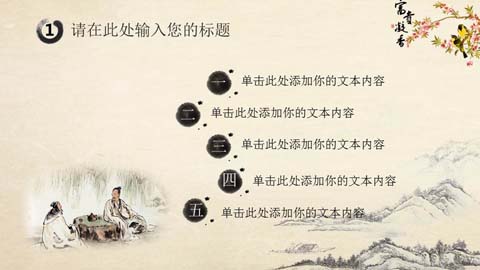 1 请在此处输入您的标题
富贵凝香
一 单击此处添加你的文本内容
二 单击此处添加你的文本内容
三 单击此处添加你的文本内容
四 单击此处添加你的文本内容
五 单击此处添加你的文本内容